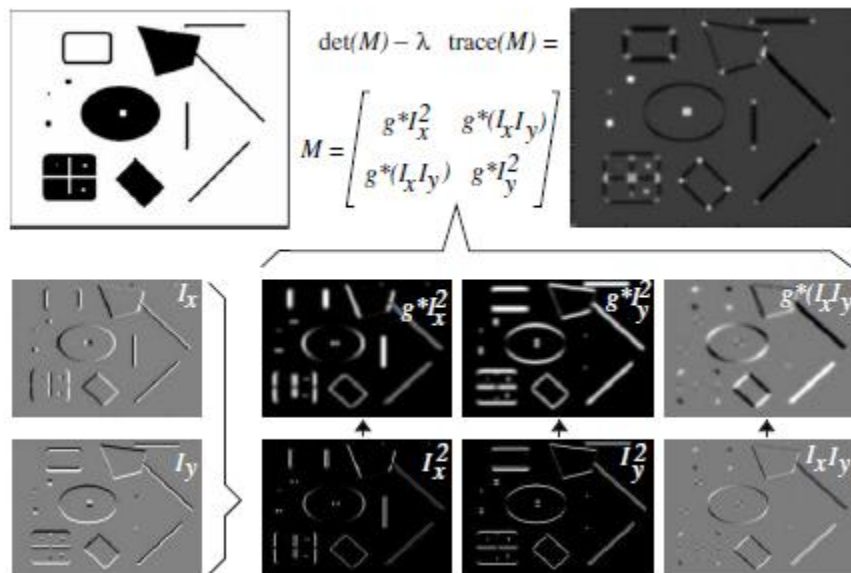 det(M) – λ trace(M) =
M = [ g*I_x^2 g*(I_xI_y)
g*(I_xI_y) g*I_y^2 ]
I_x
g*I_x^2
g*I_y^2
g*(I_xI_y
I_y
I_x^2
I_y^2
I_xI_y